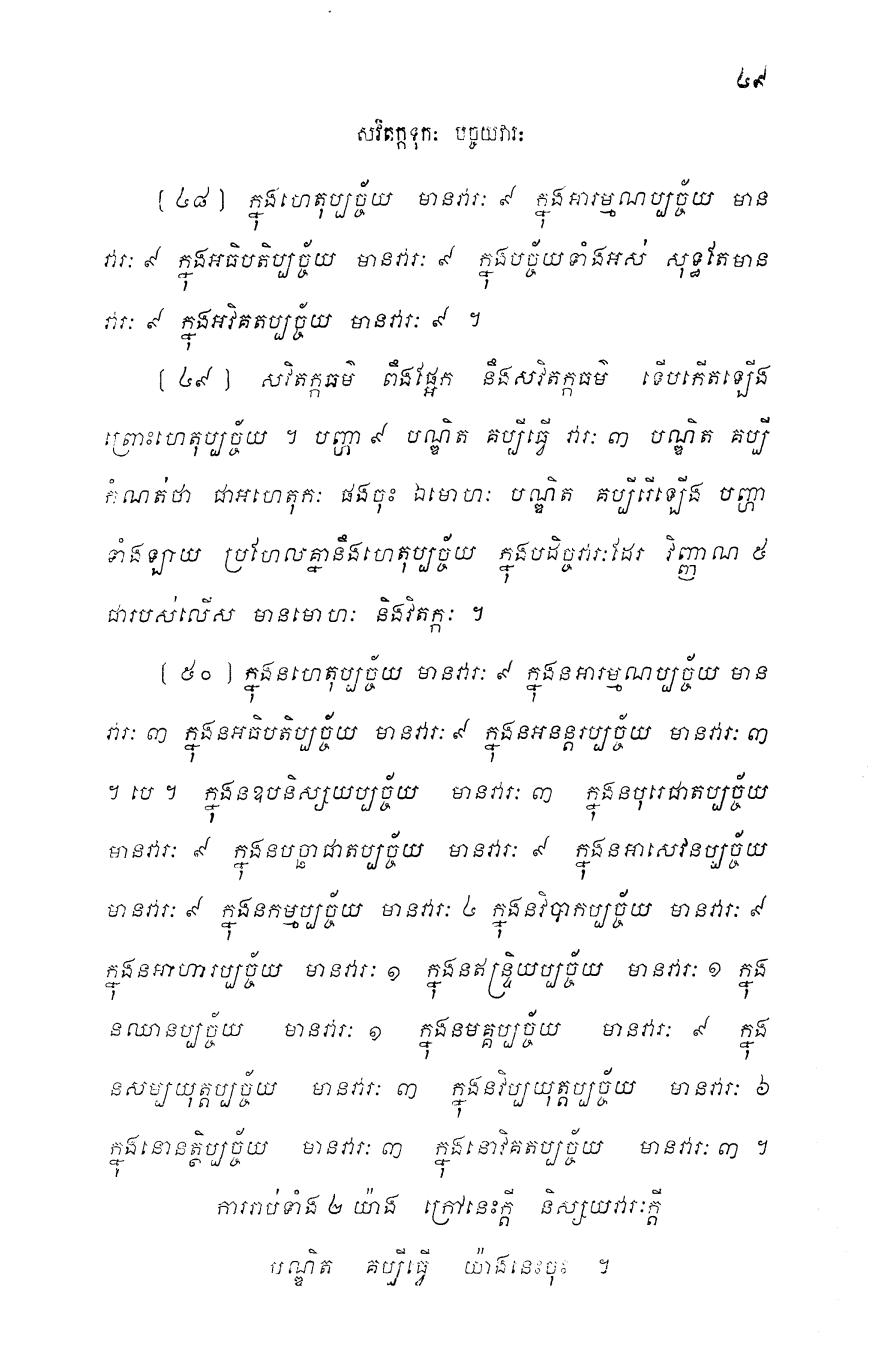 ៤៩
សវិតក្កទុកៈ បច្ចយវារៈ
(៤៨) ក្នុងហេតុប្បច្ច័យ មានវារៈ ៩ ក្នុងអារម្មណប្បច្ច័យ មាន
វារៈ ៩ ក្នុងអធិបតិប្បច្ច័យ មានវារៈ ៩ ក្នុងបច្ច័យទាំងអស់ សុទ្ធតែមាន
វារៈ ៩ ក្នុងអវិគតប្បច្ច័យ មានវារៈ ៩ ។
(៤៩) សវិតក្កធម៌ ពឹងផ្អែក នឹងសវិតក្កធម៌ ទើបកើតឡើង
ព្រោះហេតុប្បច្ច័យ ។ បញ្ហា ៩ បណ្ឌិត គប្បីធ្វើ វារៈ ៣ បណ្ឌិត គប្បី
កំណត់ថា ជាអហេតុកៈ ផងចុះ ឯមោហៈ បណ្ឌិត គប្បីរើឡើង បញ្ហា
ទាំងឡាយ ប្រហែលគ្នានឹងហេតុប្បច្ច័យ ក្នុងបដិច្ចវារៈដែរ វិញ្ញាណ ៥
ជារបស់លើស មានមោហៈ និងវិតក្កៈ ។
(៥០) ក្នុងនហេតុប្បច្ច័យ មានវារៈ ៩ ក្នុងនអារម្មណប្បច្ច័យ មាន
វារៈ ៣ ក្នុងនអធិបតិប្បច្ច័យ មានវារៈ ៩ ក្នុងនអនន្តរប្បច្ច័យ មានវារៈ ៣
។ បេ ។ ក្នុងនឧបនិស្សយប្បច្ច័យ មានវារៈ ៣ ក្នុងនបុរេជាតប្បច្ច័យ
មានវារៈ ៩ ក្នុងនបច្ឆាជាតប្បច្ច័យ មានវារៈ ៩ ក្នុងនអាសេវនប្បច្ច័យ
មានវារៈ ៩ ក្នុងនកម្មប្បច្ច័យ មានវារៈ ៤ ក្នុងនវិបាកប្បច្ច័យ មានវារៈ ៩
ក្នុងនអាហារប្បច្ច័យ មានវារៈ ១ ក្នុងនឥន្ទ្រិយប្បច្ច័យ មានវារៈ ១ ក្នុង
នឈានប្បច្ច័យ មានវារៈ ១ ក្នុងនមគ្គប្បច្ច័យ មានវារៈ ៩ ក្នុង
នសម្បយុត្តប្បច្ច័យ មានវារៈ ៣ ក្នុងនវិប្បយុត្តប្បច្ច័យ មានវារៈ ៦
ក្នុងនោនត្ថិប្បច្ច័យ មានវារៈ ៣ ក្នុងនោវិគតប្បច្ច័យ មានវារៈ ៣ ។
ការរាប់ទាំង ២ យ៉ាង ក្រៅនេះក្តី និស្សយវារៈក្តី
បណ្ឌិត គប្បីធ្វើ យ៉ាងនេះចុះ ។